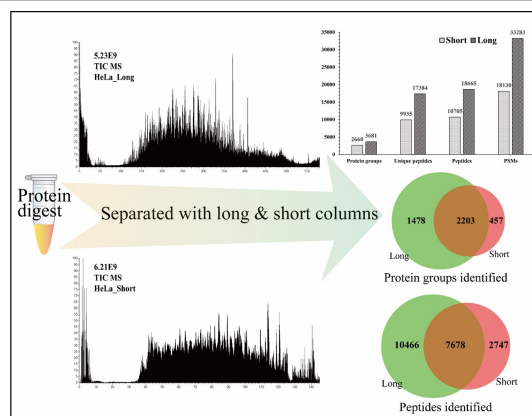 5.23E9
TIC MS
HeLa_Long
35000
30000
25000
20000
15000
10000
5000
0
Short Long
2660 3681
9935 17384
10705 18665
18130 33283
Protein groups Unique peptides Peptides PSMs
Protein
digest
Separated with long & short columns
1478 2203 457
Long
Short
Protein groups identified
6.21E9
TIC MS
HeLa_Short
10466 7678 2747
Long
Short
Peptides identified